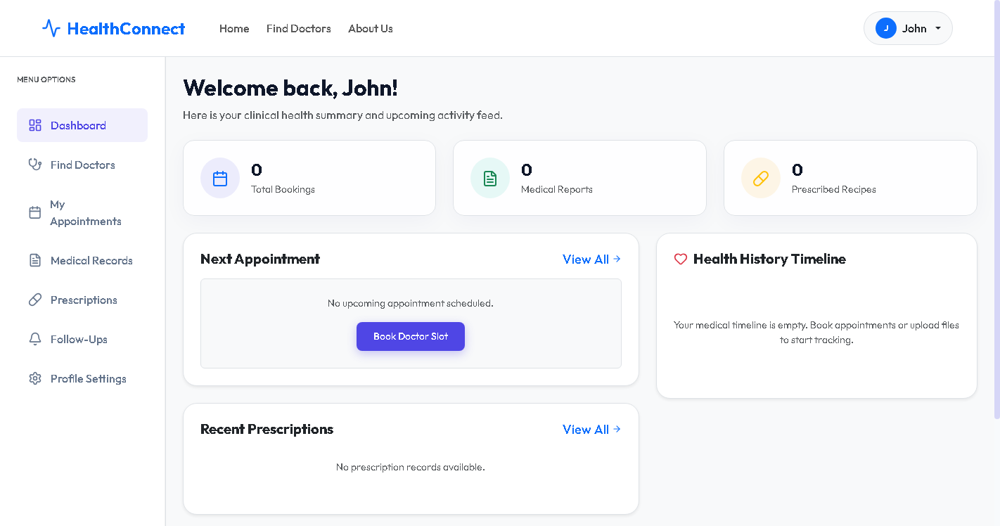 HealthConnect
Home
Find Doctors
About Us
J
John
MENU OPTIONS
Dashboard
Find Doctors
My
Appointments
Medical Records
Prescriptions
Follow-Ups
Profile Settings
Welcome back, John!
Here is your clinical health summary and upcoming activity feed.
0
Total Bookings
0
Medical Reports
0
Prescribed Recipes
Next Appointment
View All
No upcoming appointment scheduled.
Book Doctor Slot
Health History Timeline
Your medical timeline is empty. Book appointments or upload files
to start tracking.
Recent Prescriptions
View All
No prescription records available.